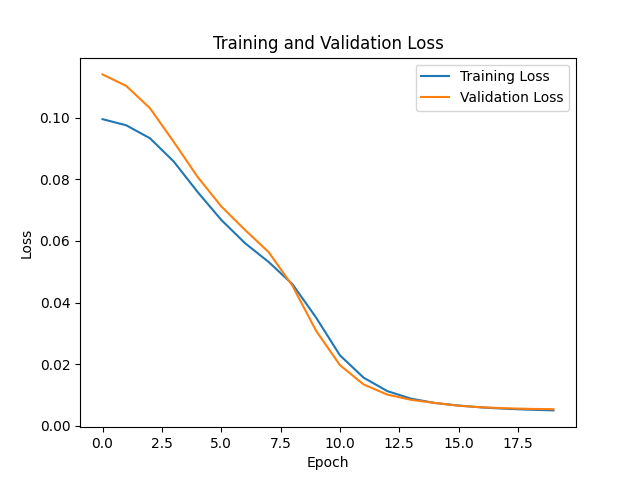 Training and Validation Loss
Training Loss
Validation Loss
0.10
0.08
0.06
0.04
0.02
0.00
Loss
0.0 2.5 5.0 7.5 10.0 12.5 15.0 17.5
Epoch